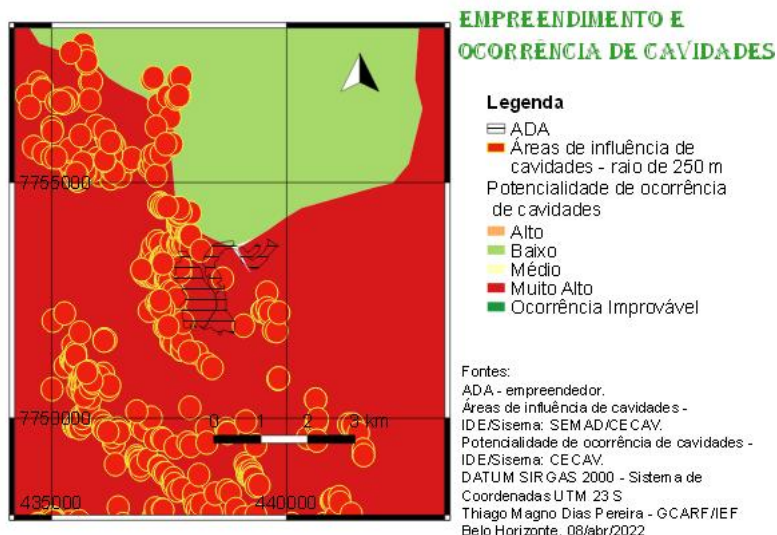 EMPREENDIMENTO E
OCORRÊNCIA DE CAVIDADES
Legenda
ADA
Áreas de influência de
cavidades - raio de 250 m
Potencialidade de ocorrência
de cavidades
Alto
Baixo
Médio
Muito Alto
Ocorrência Improvável
7755000
7750000
0 1 2 3 km
435000 440000
Fontes:
ADA - empreendedor.
Áreas de influência de cavidades -
IDE/Sisema: SEMAD/CECAV.
Potencialidade de ocorrência de cavidades -
IDE/Sisema: CECAV.
DATUM SIRGAS 2000 - Sistema de
Coordenadas UTM 23 S
Thiago Magno Dias Pereira - GCARF/IEF
Belo Horizonte, 08/abr/2022